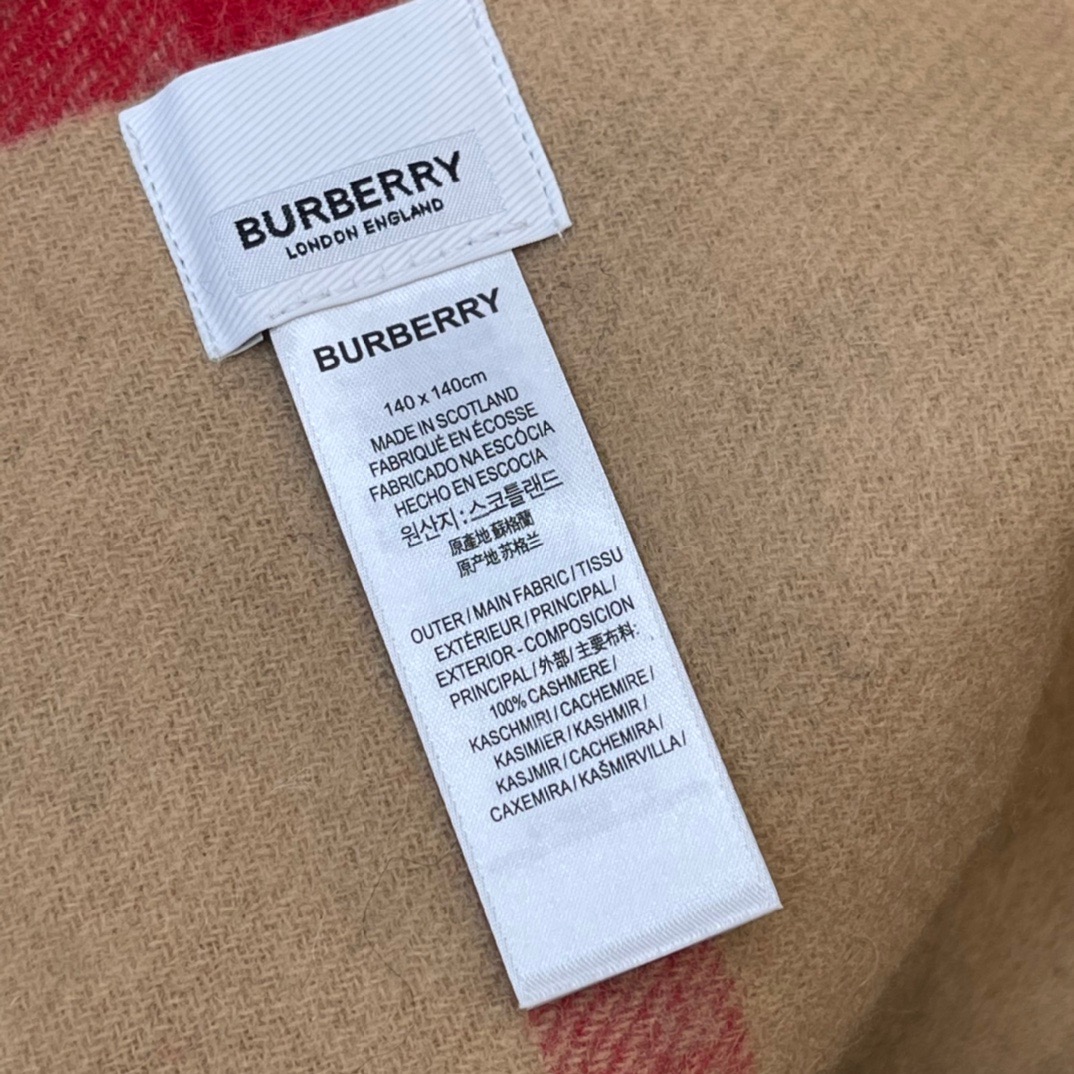 BURBERRY
LONDON ENGLAND
BURBERRY
140 x 140cm
MADE IN SCOTLAND
FABRIQUÉ EN ÉCOSSE
FABRICADO NA ESCÓCIA
HECHO EN ESCOCIA
원산지:스코틀랜드
原產地 蘇格蘭
原产地 苏格兰
OUTER/MAIN FABRIC/TISSU
EXTÉRIEUR/PRINCIPAL/
EXTERIOR-COMPOSICION
PRINCIPAL/外部/主要布料:
100% CASHMERE/
KASCHMIRI/CACHEMIRE/
KASIMIER/KASHMIR/
KASJMIR/CACHEMIRA/
CAXEMIRA/KAŠMIRVILLA/